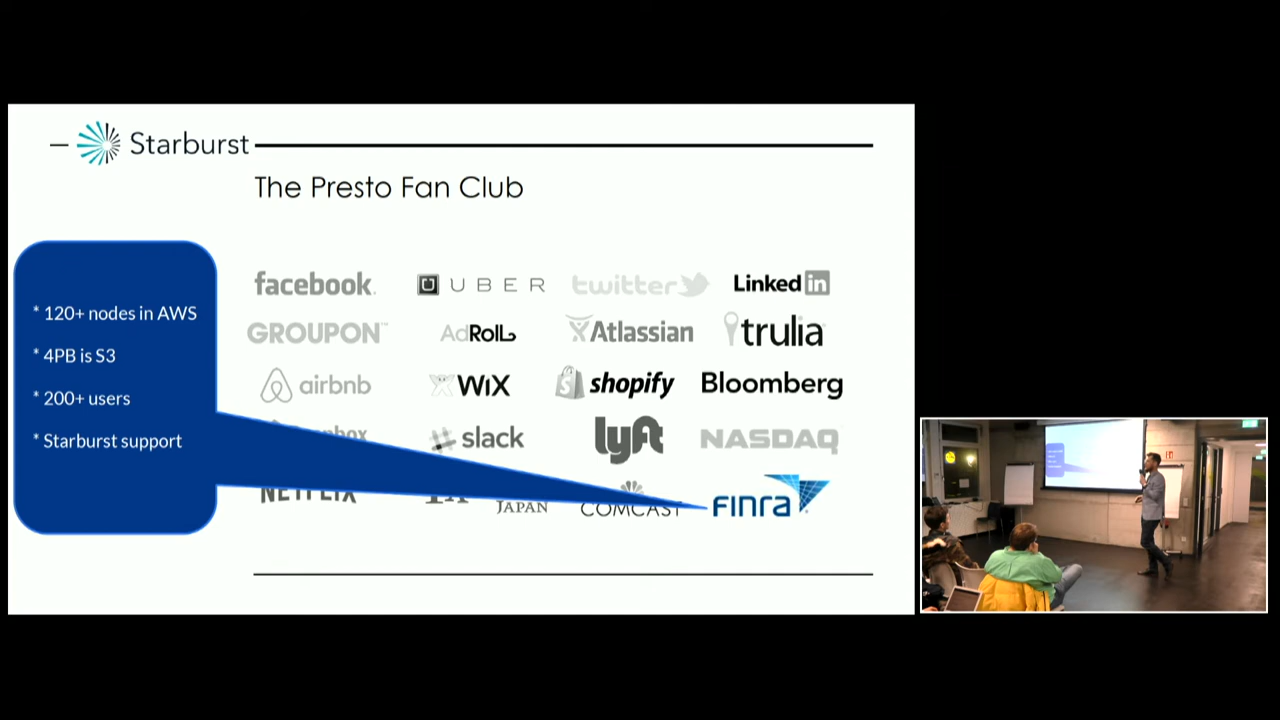 Starburst
The Presto Fan Club
* 120+ nodes in AWS
* 4PB is S3
* 200+ users
* Starburst support
facebook.
UBER
twitter
Linked in
GROUPON™
AdRoll
Atlassian
trulia
airbnb
WiX
shopify
Bloomberg
slack
lyft
NASDAQ
NETFLIX
JAPAN
COMCAST
FINRA